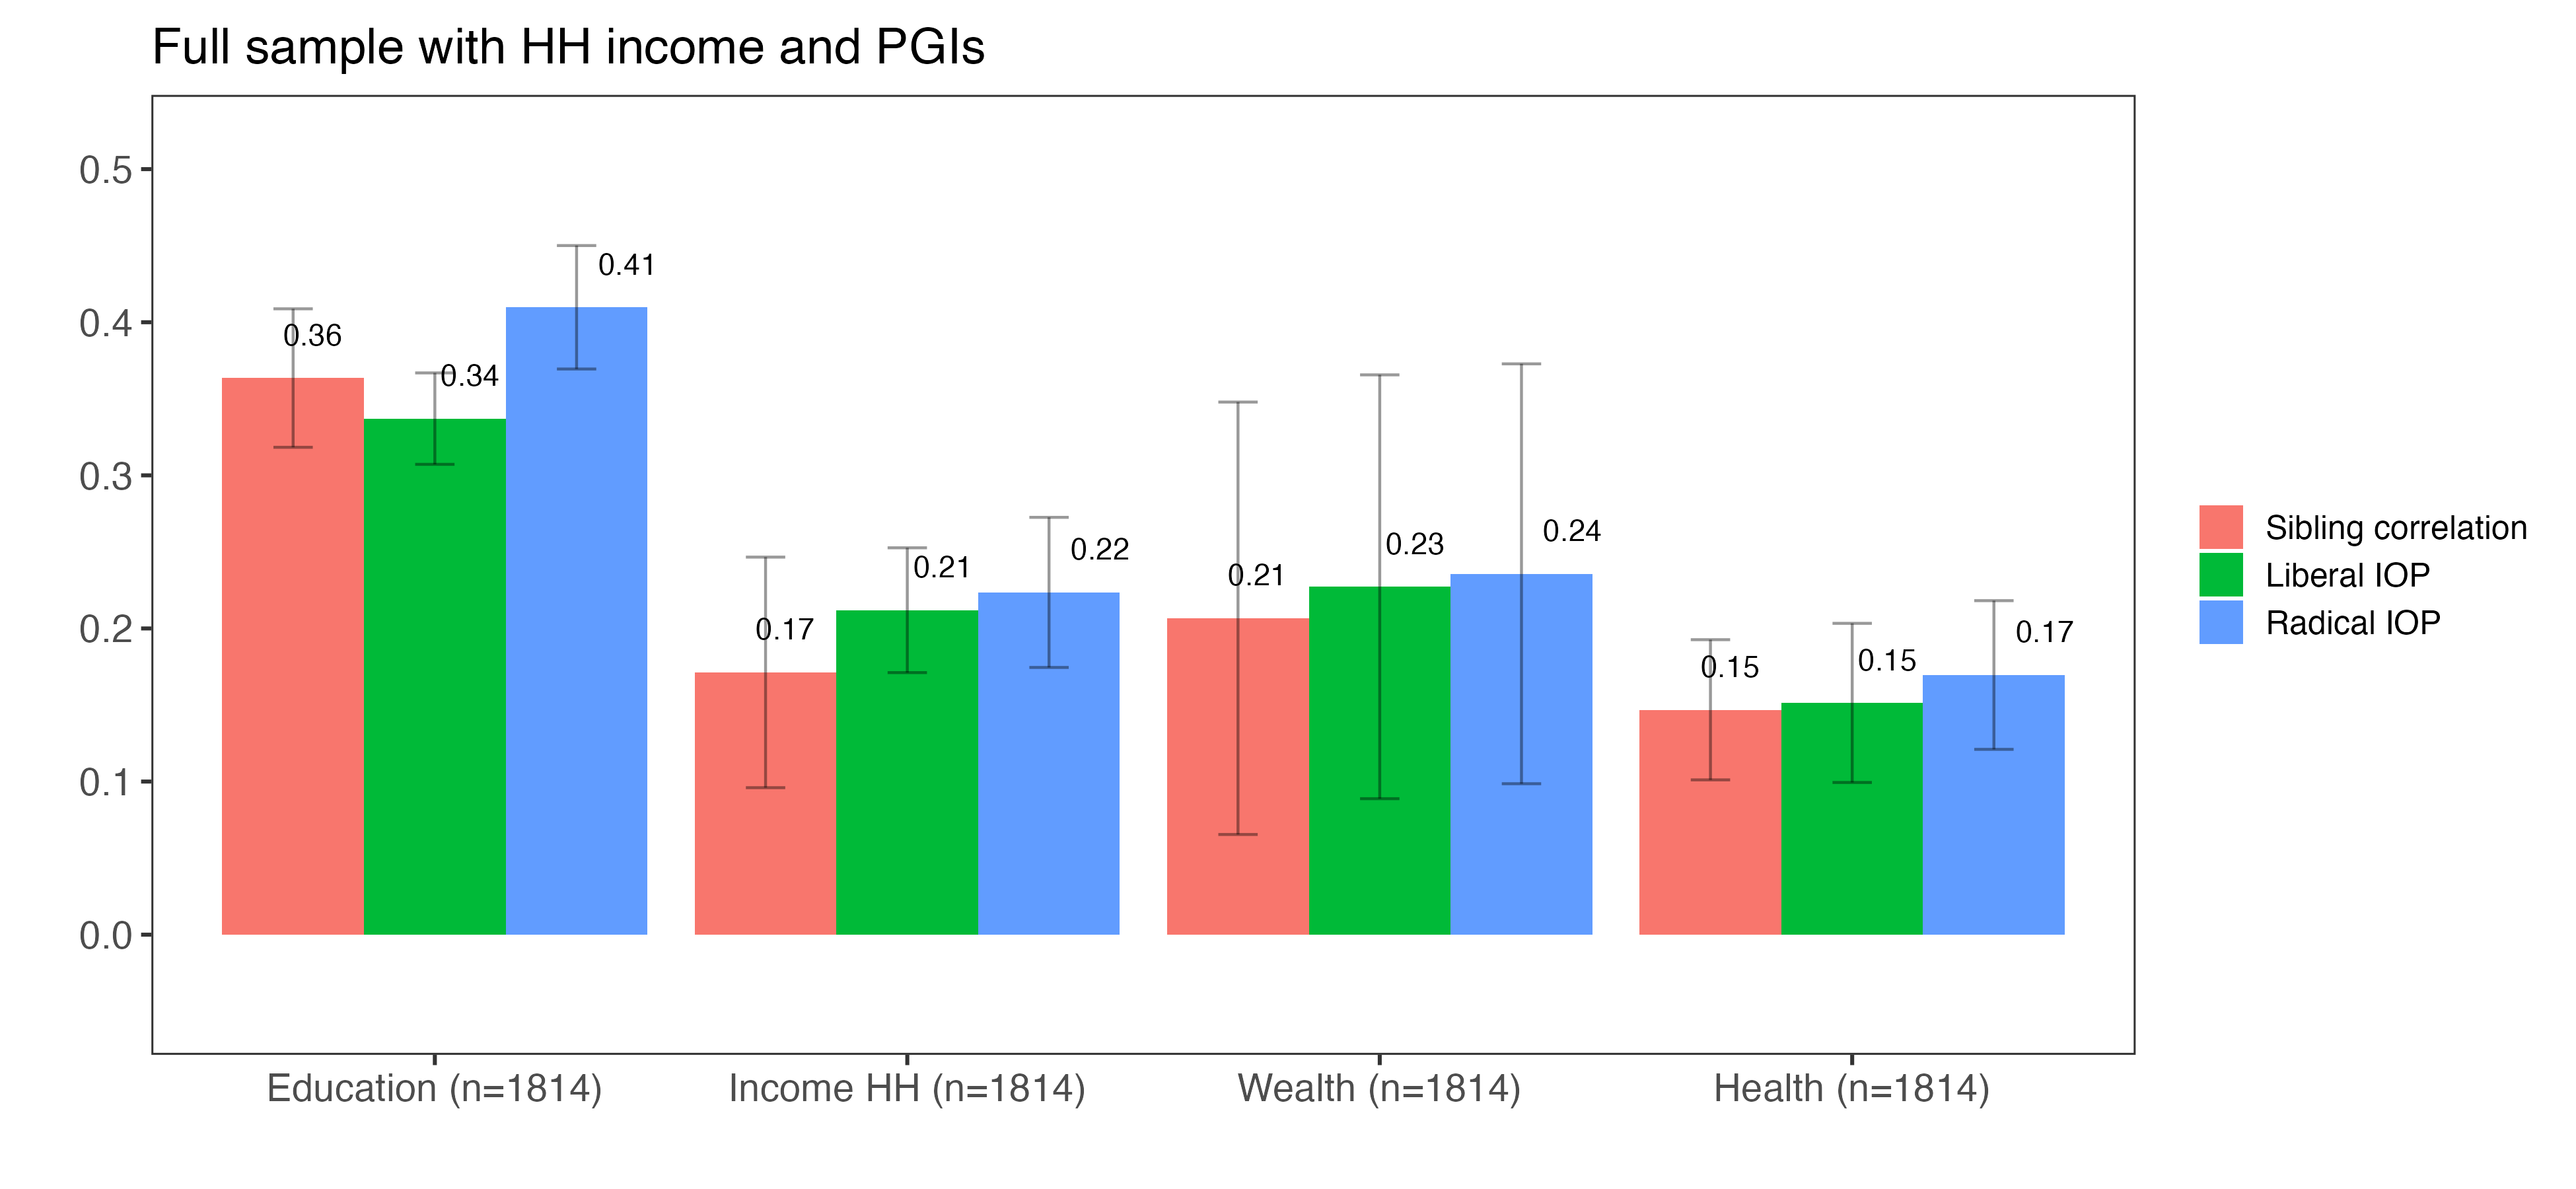 Full sample with HH income and PGIs
0.5
0.4
0.3
0.2
0.1
0.0
0.36
0.34
0.41
0.17
0.21
0.22
0.21
0.23
0.24
0.15
0.15
0.17
Education (n=1814)
Income HH (n=1814)
Wealth (n=1814)
Health (n=1814)
Sibling correlation
Liberal IOP
Radical IOP